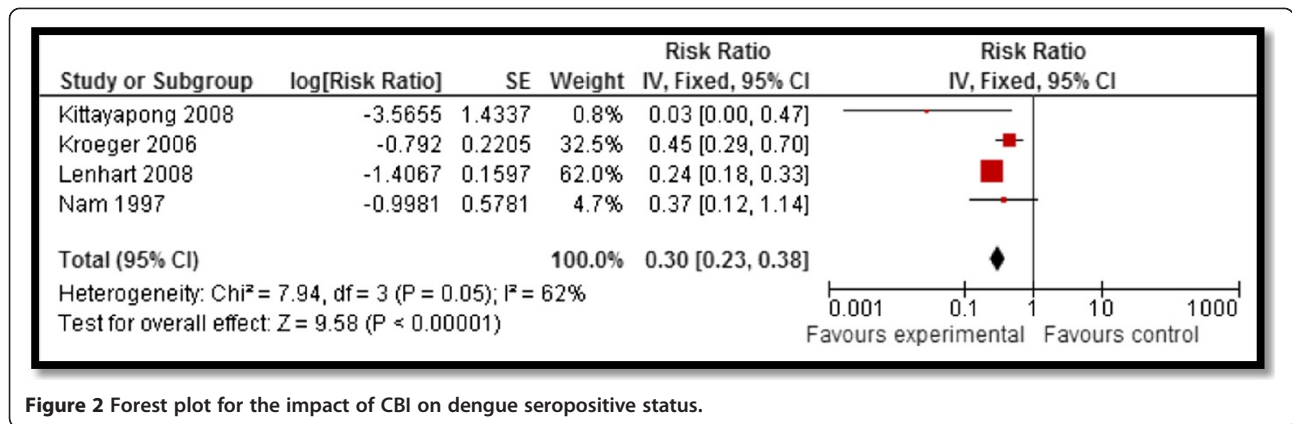 Risk Ratio Risk Ratio
Study or Subgroup log[Risk Ratio] SE Weight IV, Fixed, 95% CI IV, Fixed, 95% CI
Kittayapong 2008 -3.5655 1.4337 0.8% 0.03 [0.00, 0.47]
Kroeger 2006 -0.792 0.2205 32.5% 0.45 [0.29, 0.70]
Lenhart 2008 -1.4067 0.1597 62.0% 0.24 [0.18, 0.33]
Nam 1997 -0.9981 0.5781 4.7% 0.37 [0.12, 1.14]
Total (95% CI) 100.0% 0.30 [0.23, 0.38]
Heterogeneity: Chi² = 7.94, df = 3 (P = 0.05); I² = 62%
Test for overall effect: Z = 9.58 (P < 0.00001)
0.001 0.1 1 10 1000
Favours experimental Favours control
Figure 2 Forest plot for the impact of CBI on dengue seropositive status.